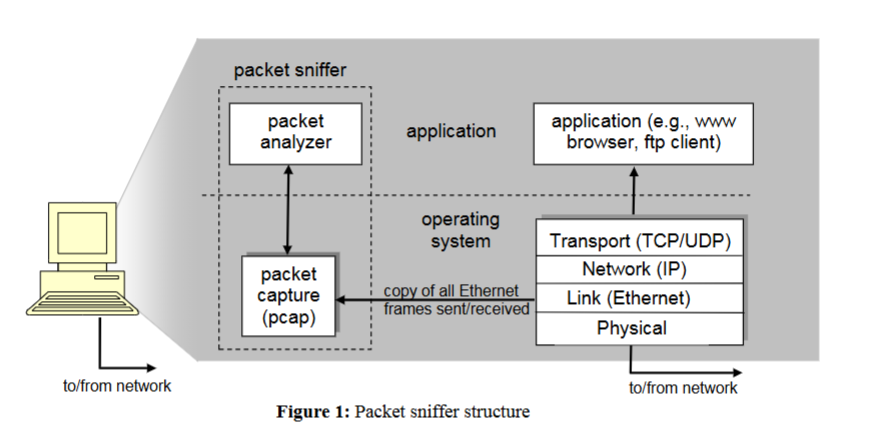 packet sniffer
packet
analyzer
application
application (e.g., www
browser, ftp client)
operating
system
packet
capture
(pcap)
copy of all Ethernet
frames sent/received
Transport (TCP/UDP)
Network (IP)
Link (Ethernet)
Physical
to/from network
to/from network
Figure 1: Packet sniffer structure